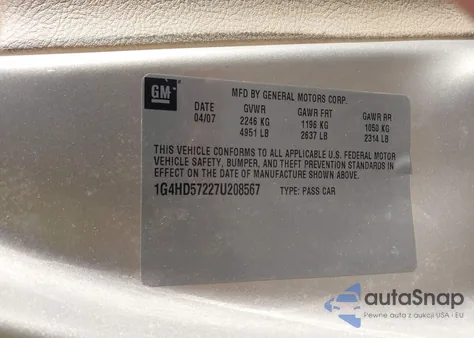 GM
MFD BY GENERAL MOTORS CORP.
DATE GVWR GAWR FRT GAWR RR
04/07 2246 KG 1196 KG 1050 KG
4951 LB 2637 LB 2314 LB
THIS VEHICLE CONFORMS TO ALL APPLICABLE U.S. FEDERAL MOTOR
VEHICLE SAFETY, BUMPER, AND THEFT PREVENTION STANDARDS IN
EFFECT ON THE DATE OF MANUFACTURE SHOWN ABOVE.
1G4HD57227U208567 TYPE: PASS CAR
autoSnap
Pewne auta z aukcji USA i EU